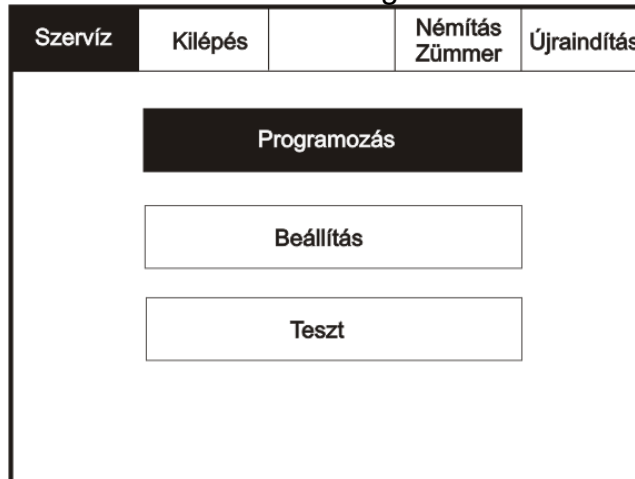 Szervíz
Kilépés
Némítás
Zümmer
Újraindítás
Programozás
Beállítás
Teszt